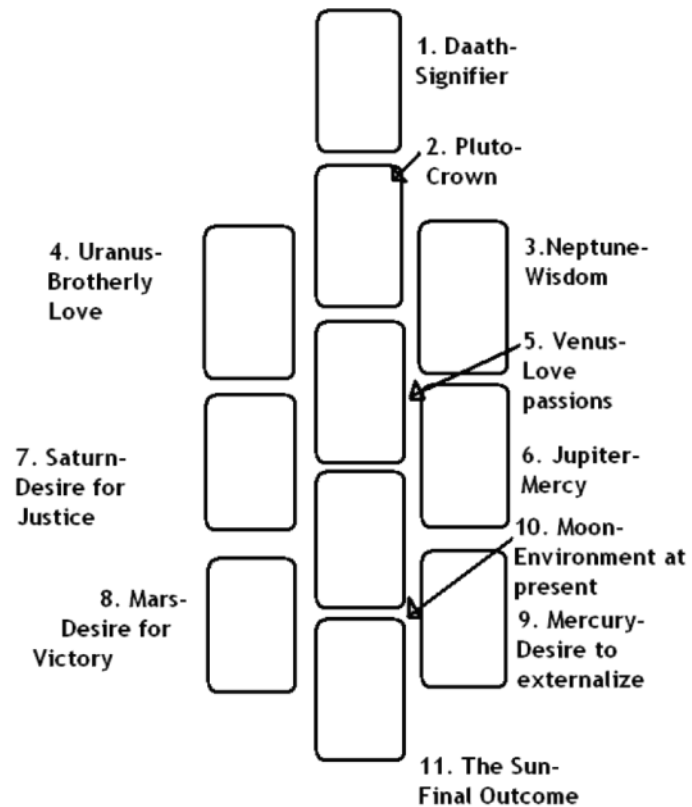 1. Daath-
Signifier
2. Pluto-
Crown
4. Uranus-
Brotherly
Love
3.Neptune-
Wisdom
5. Venus-
Love
passions
7. Saturn-
Desire for
Justice
6. Jupiter-
Mercy
10. Moon-
Environment at
present
8. Mars-
Desire for
Victory
9. Mercury-
Desire to
externalize
11. The Sun-
Final Outcome